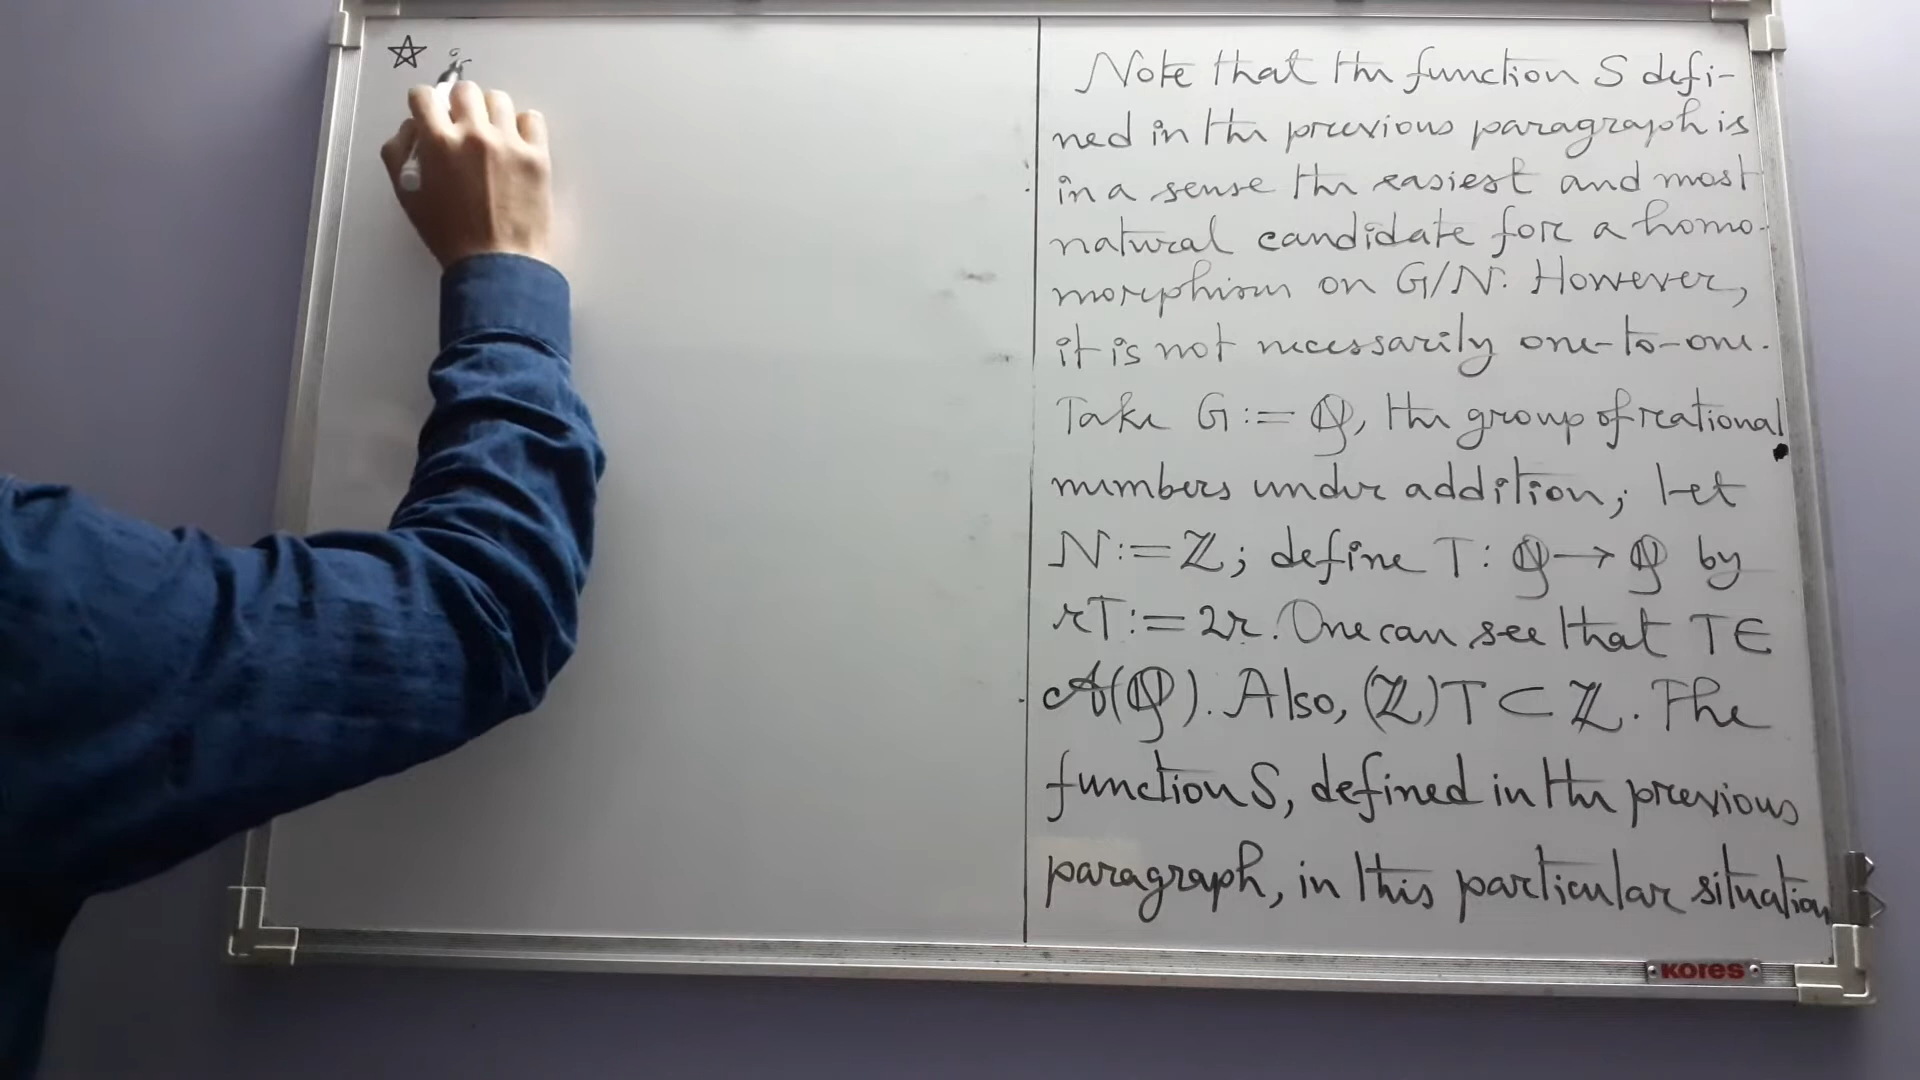 ☆ is
Note that the function S defi-
ned in the previous paragraph is
in a sense the easiest and most
natural candidate for a homo-
morphism on G/N. However,
it is not necessarily one-to-one.
Take G := ℚ, the group of rational
numbers under addition; let
N := ℤ; define T : ℚ → ℚ by
rT := 2r. One can see that T ∈
𝒜(ℚ). Also, (ℤ)T ⊂ ℤ. The
function S, defined in the previous
paragraph, in this particular situation
KORES